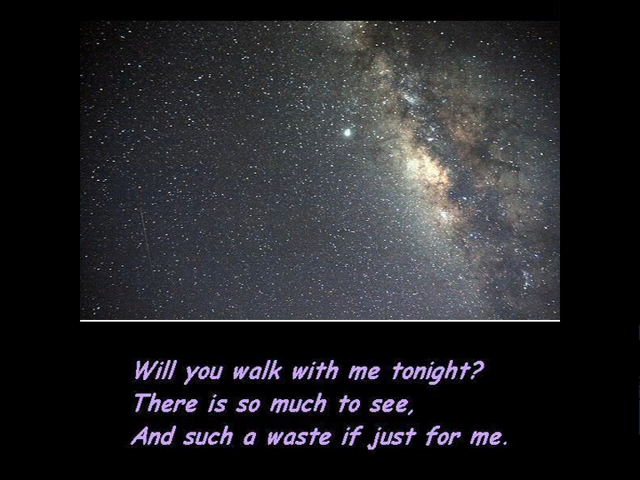 Will you walk with me tonight?
There is so much to see,
And such a waste if just for me.